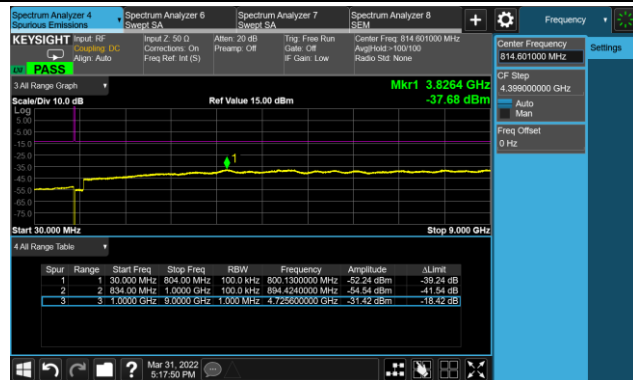 Spectrum Analyzer 4
Spurious Emissions
Spectrum Analyzer 6
Swept SA
Spectrum Analyzer 7
Swept SA
Spectrum Analyzer 8
SEM
Frequency
KEYSIGHT
Input: RF
Coupling: DC
Align: Auto
Input Z: 50 Ω
Corrections: On
Freq Ref: Int (S)
Atten: 20 dB
Preamp: Off
Trig: Free Run
Gate: Off
IF Gain: Low
Center Freq: 814.601000 MHz
Avg|Hold:>100/100
Radio Std: None
PASS
Center Frequency
814.601000 MHz
Settings
CF Step
4.399000000 GHz
Auto
Man
Freq Offset
0 Hz
3 All Range Graph
Mkr1 3.8264 GHz
Scale/Div 10.0 dB
Ref Value 15.00 dBm
-37.68 dBm
Log
5.00
-5.00
-15.0
-25.0
-35.0
-45.0
-55.0
-65.0
-75.0
1
Start 30.000 MHz
Stop 9.000 GHz
4 All Range Table
Spur Range Start Freq Stop Freq RBW Frequency Amplitude ΔLimit
1 1 30.000 MHz 804.00 MHz 100.0 kHz 800.1300000 MHz -52.24 dBm -39.24 dB
2 2 834.00 MHz 1.0000 GHz 100.0 kHz 894.4240000 MHz -54.54 dBm -41.54 dB
3 3 1.0000 GHz 9.0000 GHz 1.000 MHz 4.725600000 GHz -31.42 dBm -18.42 dB
?
Mar 31, 2022
5:17:50 PM